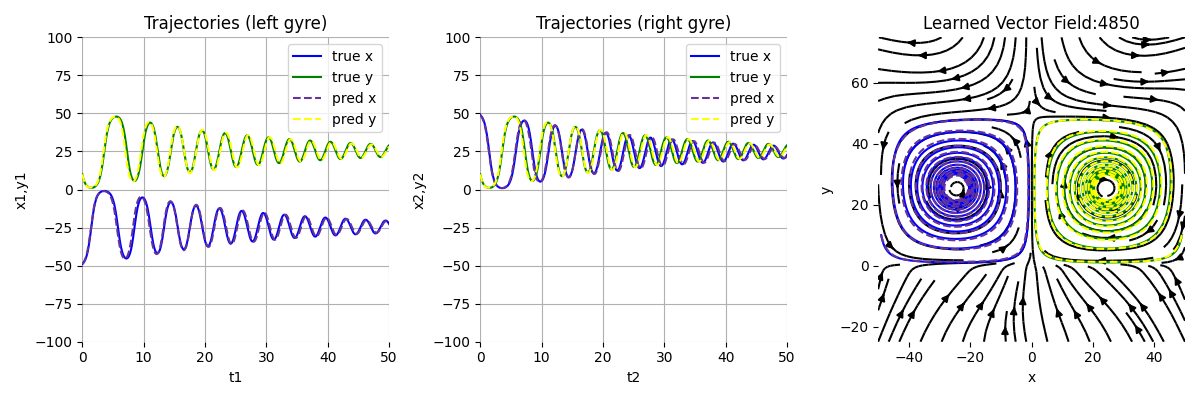 Trajectories (left gyre)
100
75
50
25
0
−25
−50
−75
−100
0
10
20
30
40
50
x1,y1
t1
true x
true y
pred x
pred y
Trajectories (right gyre)
100
75
50
25
0
−25
−50
−75
−100
0
10
20
30
40
50
x2,y2
t2
true x
true y
pred x
pred y
Learned Vector Field:4850
60
40
20
0
−20
−40
−20
0
20
40
y
x